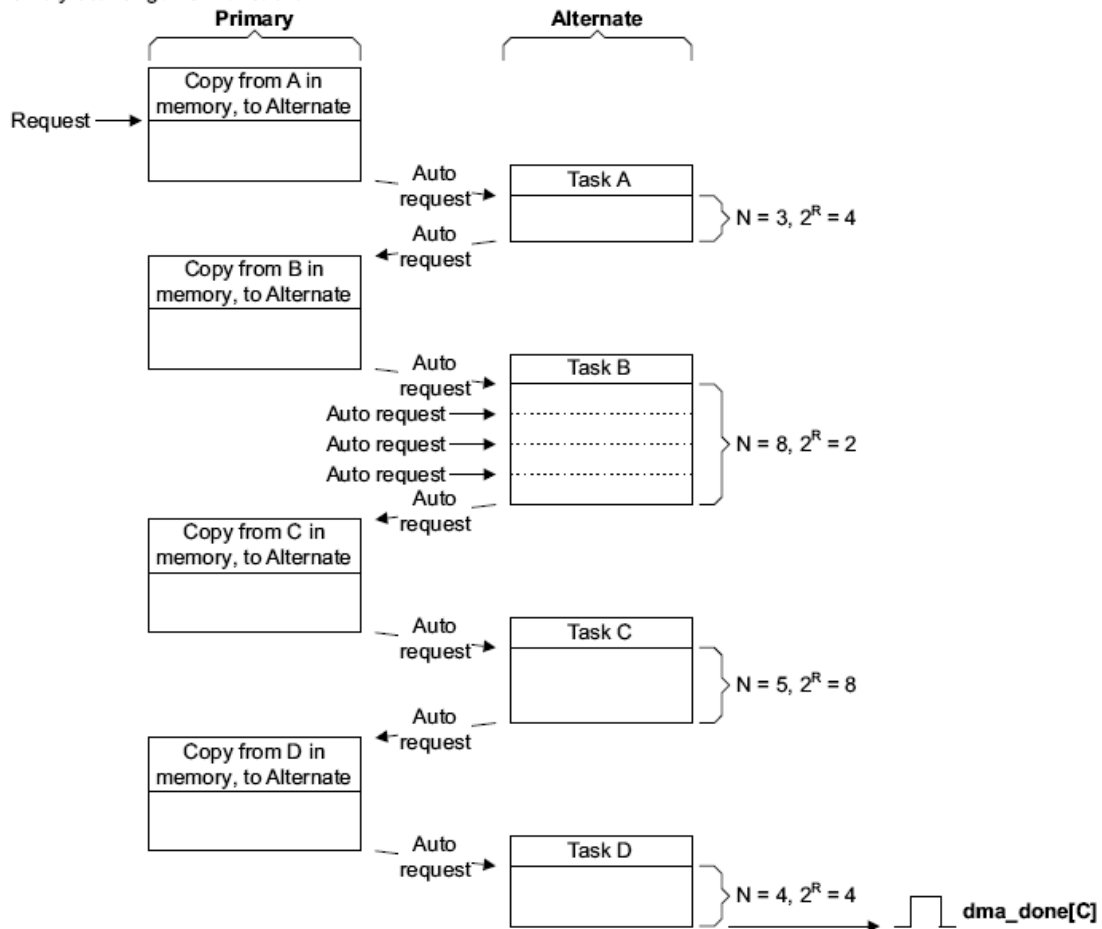 Primary
Alternate
Copy from A in
memory, to Alternate
Request
Auto
request
Task A
N = 3, 2^R = 4
Auto
request
Copy from B in
memory, to Alternate
Auto
request
Task B
Auto request
Auto request
Auto request
N = 8, 2^R = 2
Auto
request
Copy from C in
memory, to Alternate
Auto
request
Task C
N = 5, 2^R = 8
Auto
request
Copy from D in
memory, to Alternate
Auto
request
Task D
N = 4, 2^R = 4
dma_done[C]